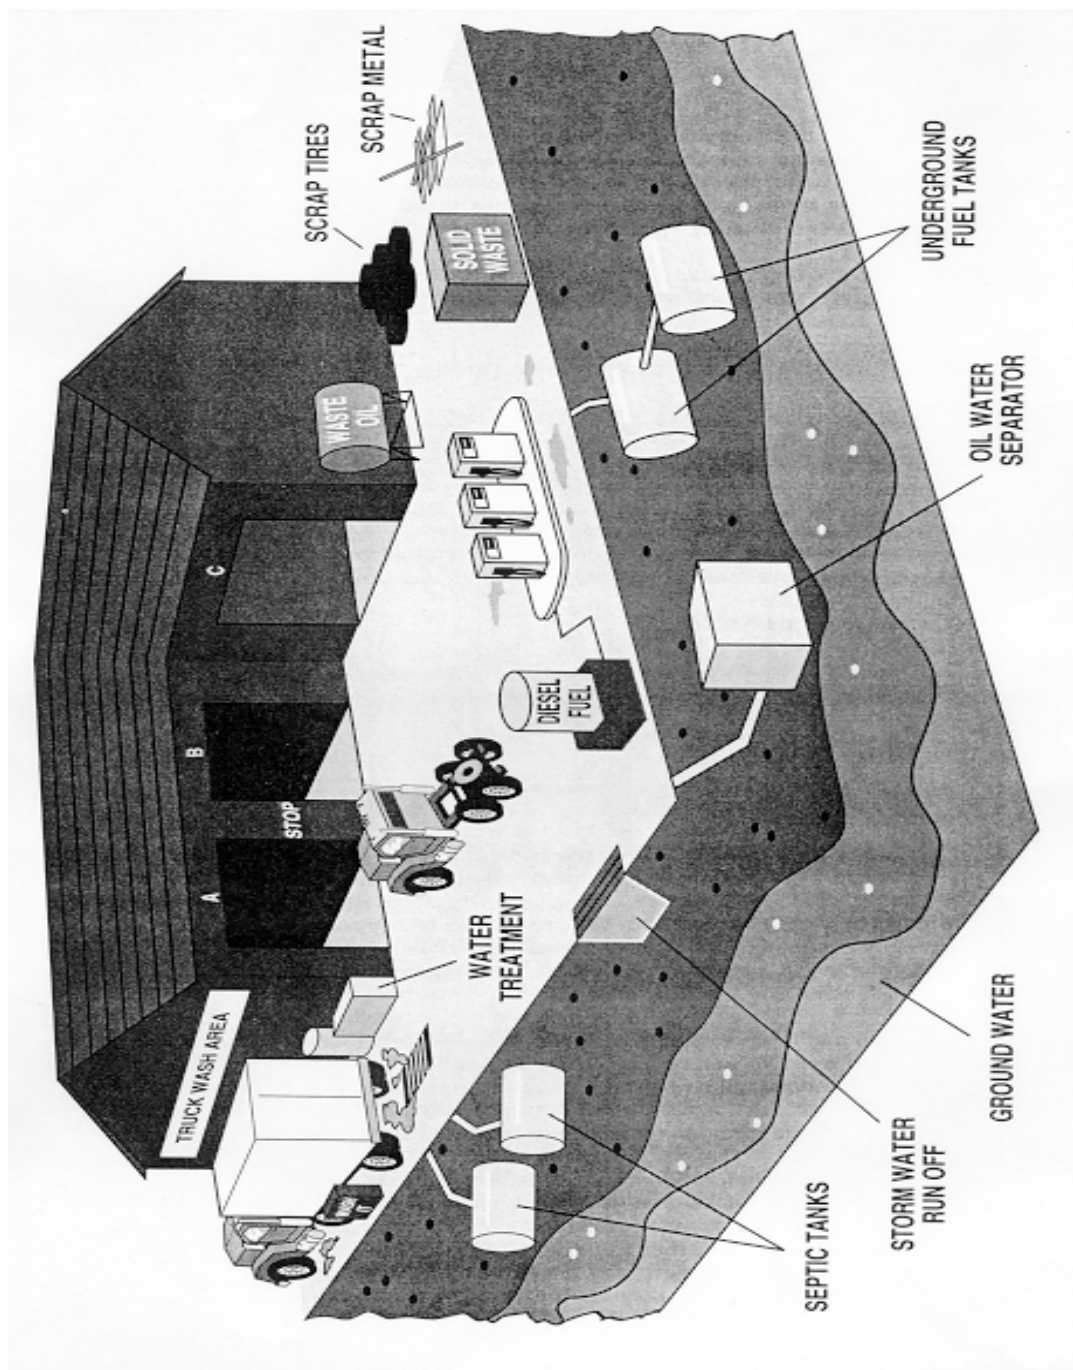 TRUCK WASH AREA
A
B
C
STOP
WASTE
OIL
SCRAP TIRES
SCRAP METAL
SOLID
WASTE
DIESEL
FUEL
WATER
TREATMENT
SEPTIC TANKS
STORM WATER
RUN OFF
GROUND WATER
OIL WATER
SEPARATOR
UNDERGROUND
FUEL TANKS